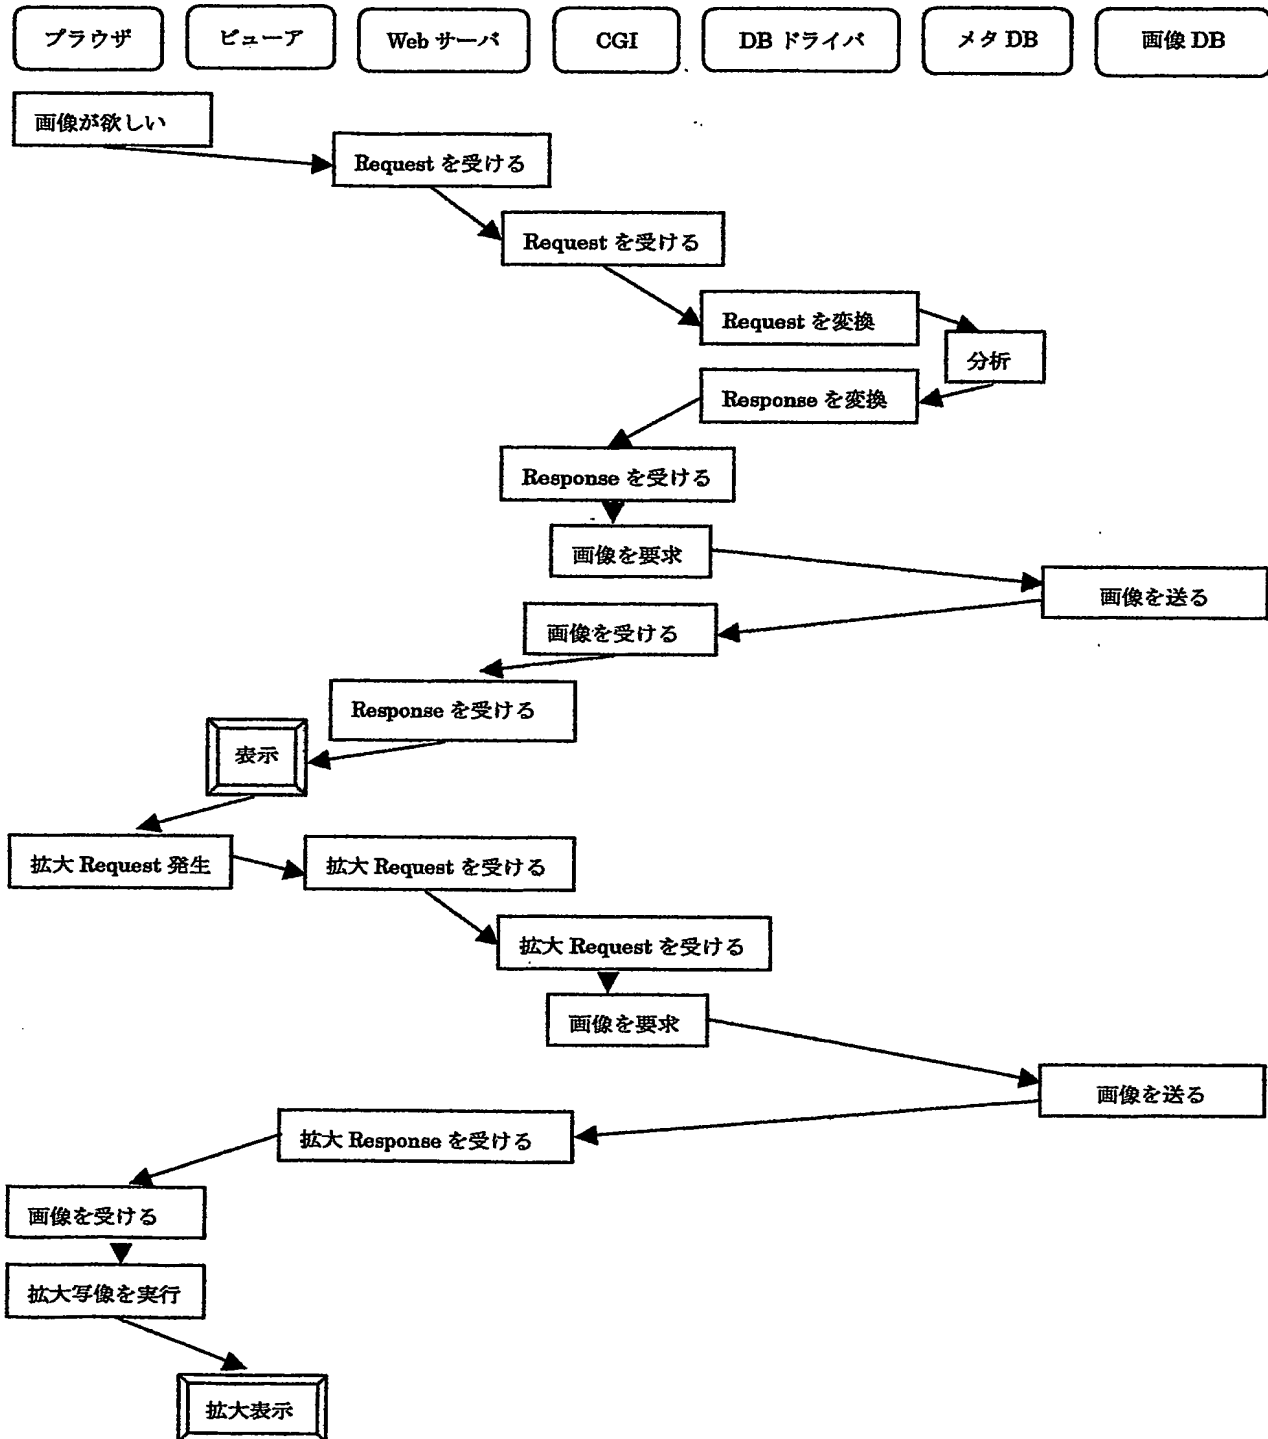 ブラウザ
ビューア
Web サーバ
CGI
DB ドライバ
メタ DB
画像 DB
画像が欲しい
Request を受ける
Request を受ける
Request を変換
分析
Response を変換
Response を受ける
画像を要求
画像を送る
画像を受ける
Response を受ける
表示
拡大 Request 発生
拡大 Request を受ける
拡大 Request を受ける
画像を要求
画像を送る
拡大 Response を受ける
画像を受ける
拡大写像を実行
拡大表示